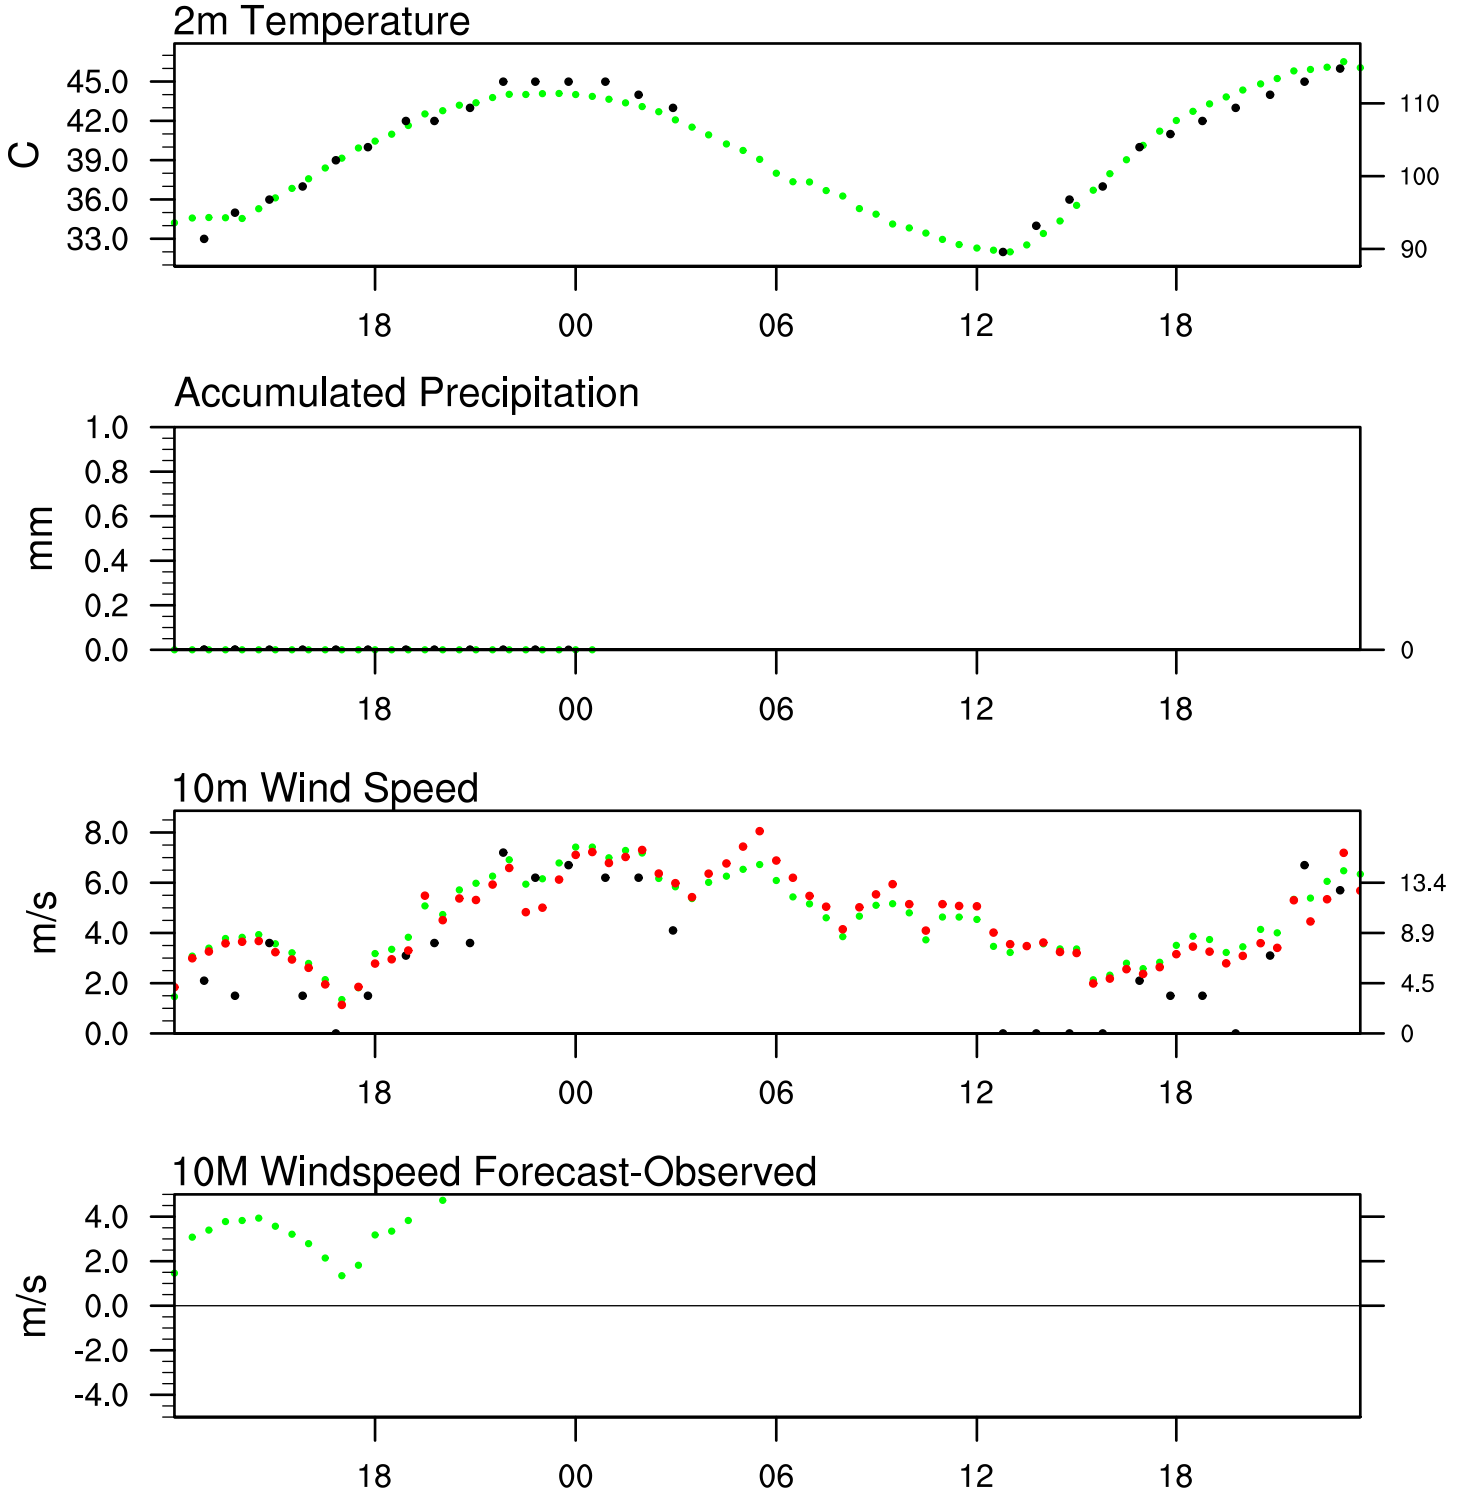 2m Temperature
C
45.0
42.0
39.0
36.0
33.0
110
100
90
18 00 06 12 18
Accumulated Precipitation
mm
1.0
0.8
0.6
0.4
0.2
0.0
0
18 00 06 12 18
10m Wind Speed
m/s
8.0
6.0
4.0
2.0
0.0
13.4
8.9
4.5
0
18 00 06 12 18
10M Windspeed Forecast-Observed
m/s
4.0
2.0
0.0
-2.0
-4.0
18 00 06 12 18